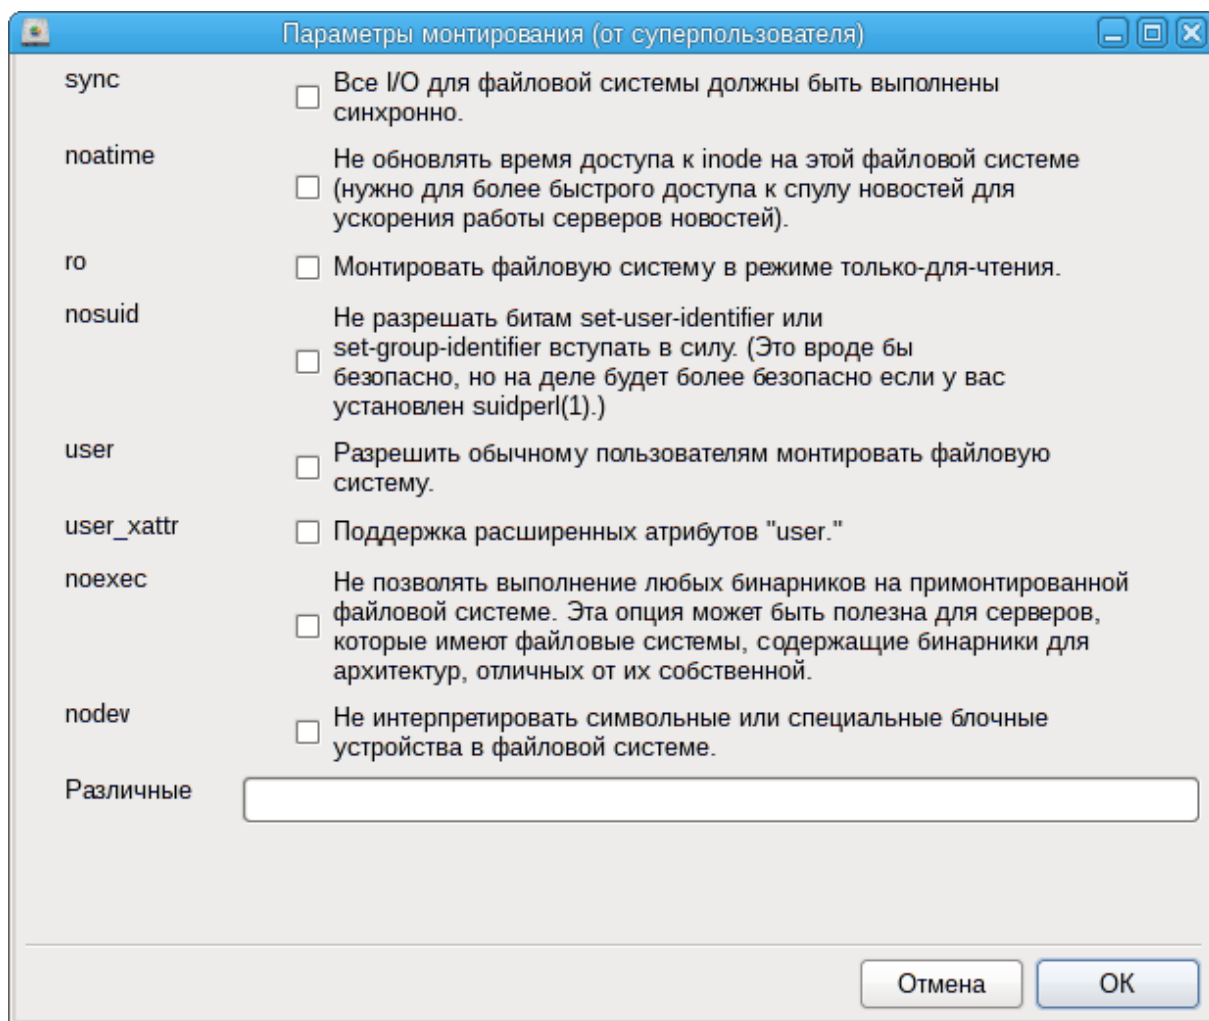 Параметры монтирования (от суперпользователя)
sync
Все I/O для файловой системы должны быть выполнены
синхронно.
noatime
Не обновлять время доступа к inode на этой файловой системе
(нужно для более быстрого доступа к спулу новостей для
ускорения работы серверов новостей).
ro
Монтировать файловую систему в режиме только-для-чтения.
nosuid
Не разрешать битам set-user-identifier или
set-group-identifier вступать в силу. (Это вроде бы
безопасно, но на деле будет более безопасно если у вас
установлен suidperl(1).)
user
Разрешить обычному пользователям монтировать файловую
систему.
user_xattr
Поддержка расширенных атрибутов "user."
noexec
Не позволять выполнение любых бинарников на примонтированной
файловой системе. Эта опция может быть полезна для серверов,
которые имеют файловые системы, содержащие бинарники для
архитектур, отличных от их собственной.
nodev
Не интерпретировать символьные или специальные блочные
устройства в файловой системе.
Различные
Отмена
ОК